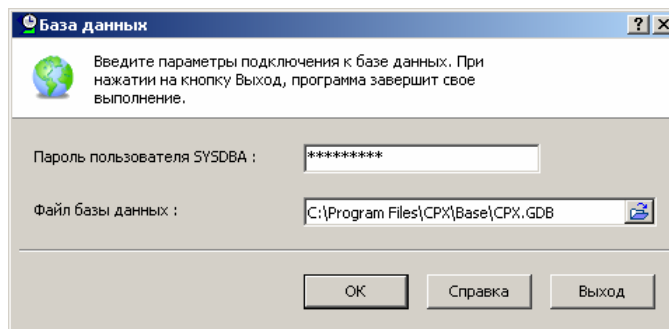 База данных
Введите параметры подключения к базе данных. При
нажатии на кнопку Выход, программа завершит свое
выполнение.
Пароль пользователя SYSDBA :
*********
Файл базы данных :
C:\Program Files\CPX\Base\CPX.GDB
OK
Справка
Выход